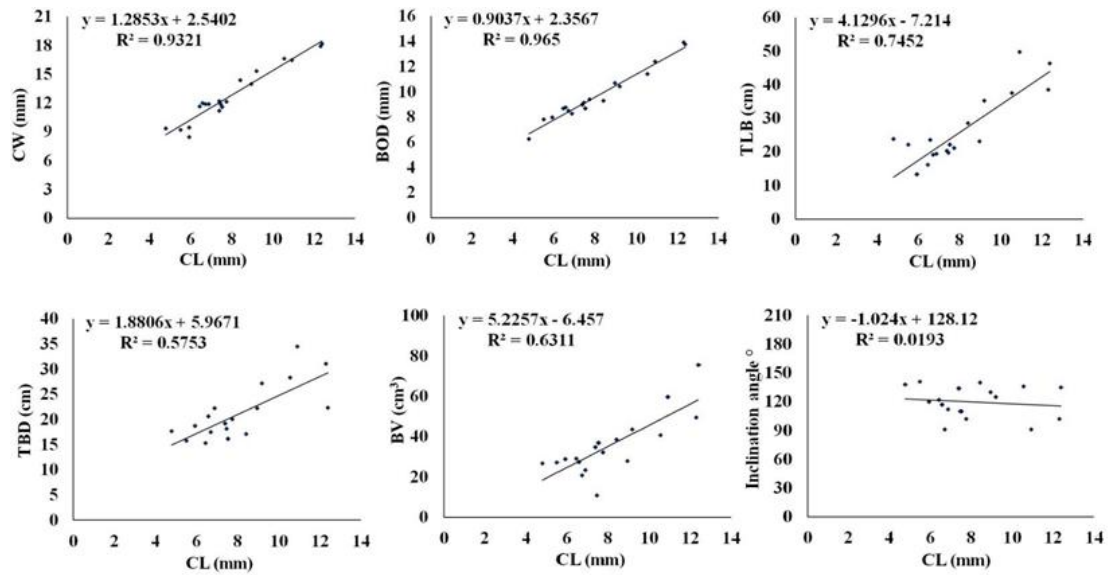 y = 1.2853x + 2.5402
R² = 0.9321
CW (mm)
21
18
15
12
9
6
3
0
0 2 4 6 8 10 12 14
CL (mm)
y = 0.9037x + 2.3567
R² = 0.965
BOD (mm)
16
14
12
10
8
6
4
2
0
0 2 4 6 8 10 12 14
CL (mm)
y = 4.1296x - 7.214
R² = 0.7452
TLB (cm)
60
50
40
30
20
10
0
0 2 4 6 8 10 12 14
CL (mm)
y = 1.8806x + 5.9671
R² = 0.5753
TBD (cm)
40
35
30
25
20
15
10
5
0
0 2 4 6 8 10 12 14
CL (mm)
y = 5.2257x - 6.457
R² = 0.6311
BV (cm³)
100
80
60
40
20
0
0 2 4 6 8 10 12 14
CL (mm)
y = -1.024x + 128.12
R² = 0.0193
Inclination angle °
210
180
150
120
90
60
30
0
0 2 4 6 8 10 12 14
CL (mm)